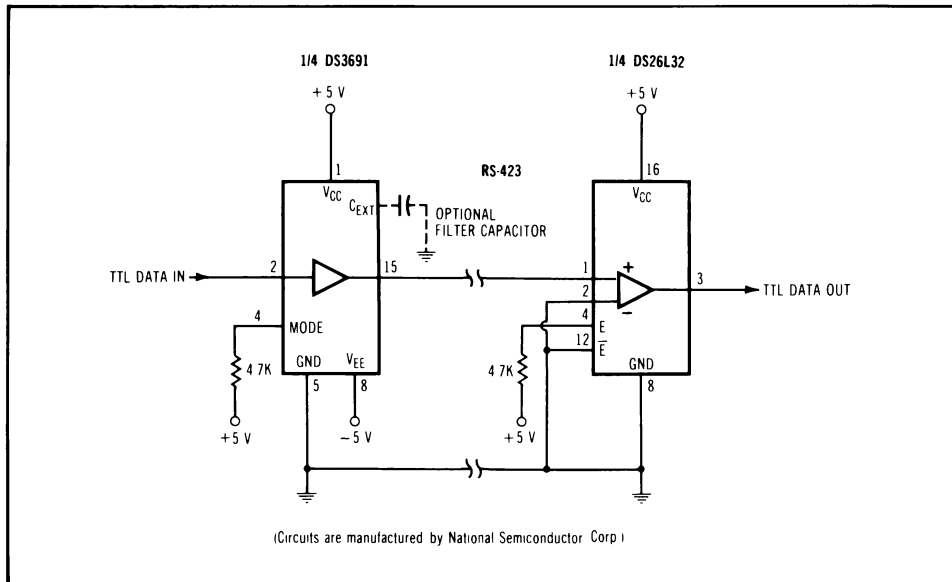 1/4 DS3691
1/4 DS26L32
+5 V
+5 V
1
16
RS-423
VCC
VCC
CEXT
OPTIONAL
FILTER CAPACITOR
TTL DATA IN
2
15
1
+
3
TTL DATA OUT
2
−
4
MODE
4
E
12
E̅
4 7K
GND
VEE
4 7K
GND
5
8
8
+5 V
−5 V
+5 V
(Circuits are manufactured by National Semiconductor Corp )